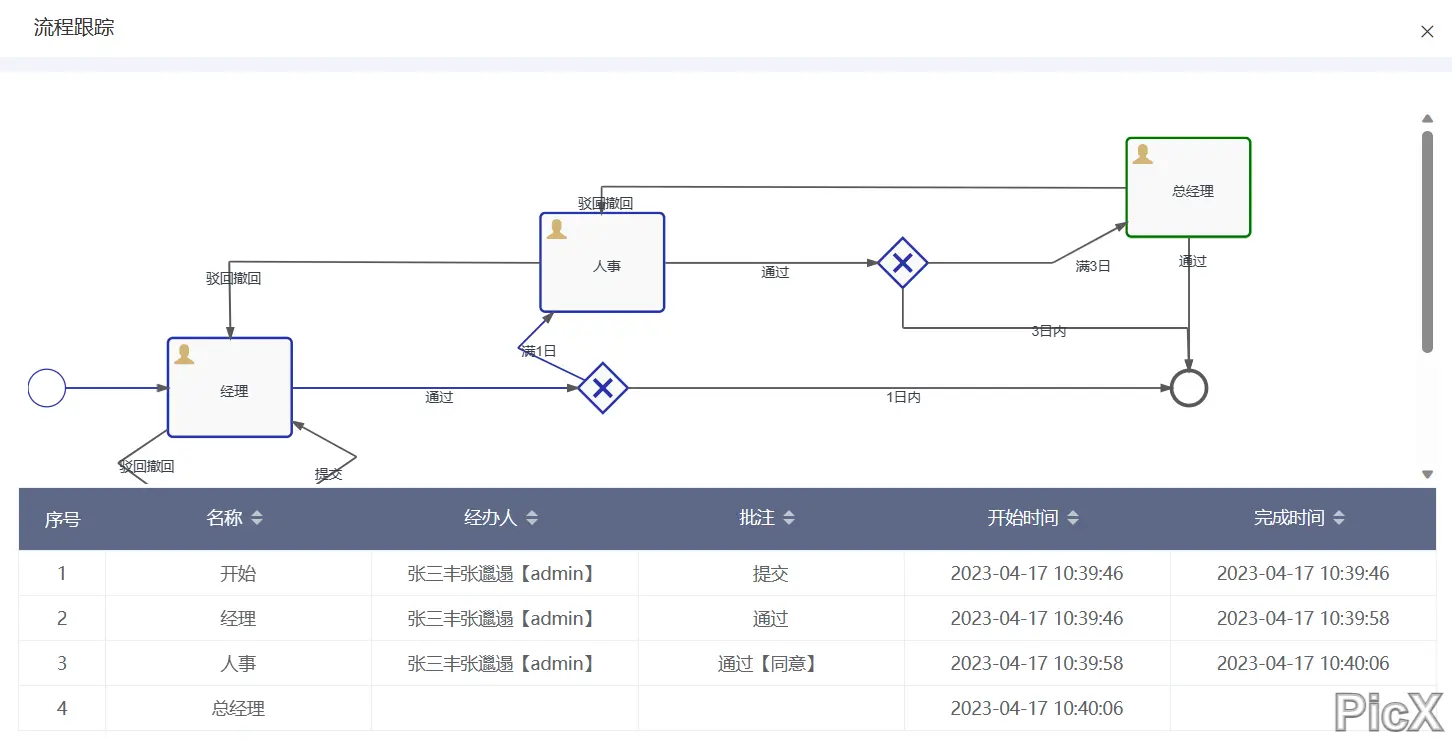 流程跟踪
总经理
驳回撤回
人事
通过
满3日
通过
驳回撤回
3日内
满1日
经理
通过
1日内
驳回撤回
提交
序号 名称 经办人 批注 开始时间 完成时间
1 开始 张三丰张邋遢【admin】 提交 2023-04-17 10:39:46 2023-04-17 10:39:46
2 经理 张三丰张邋遢【admin】 通过 2023-04-17 10:39:46 2023-04-17 10:39:58
3 人事 张三丰张邋遢【admin】 通过【同意】 2023-04-17 10:39:58 2023-04-17 10:40:06
4 总经理 2023-04-17 10:40:06
PicX